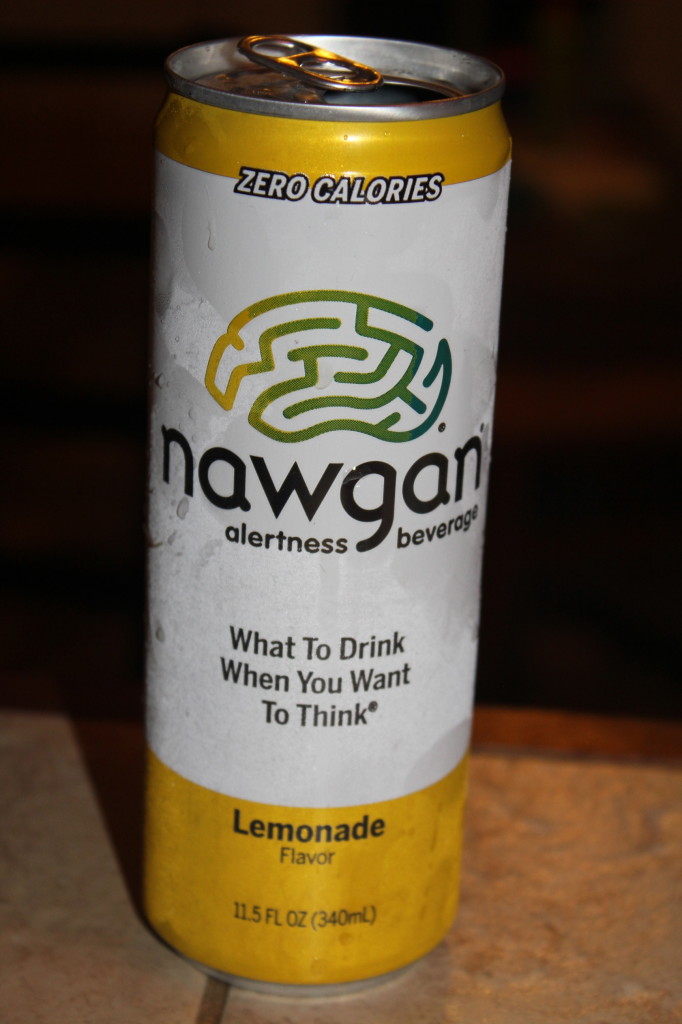 ZERO CALORIES
nawgan®
alertness beverage
What To Drink
When You Want
To Think®
Lemonade
Flavor
11.5 FL OZ (340mL)